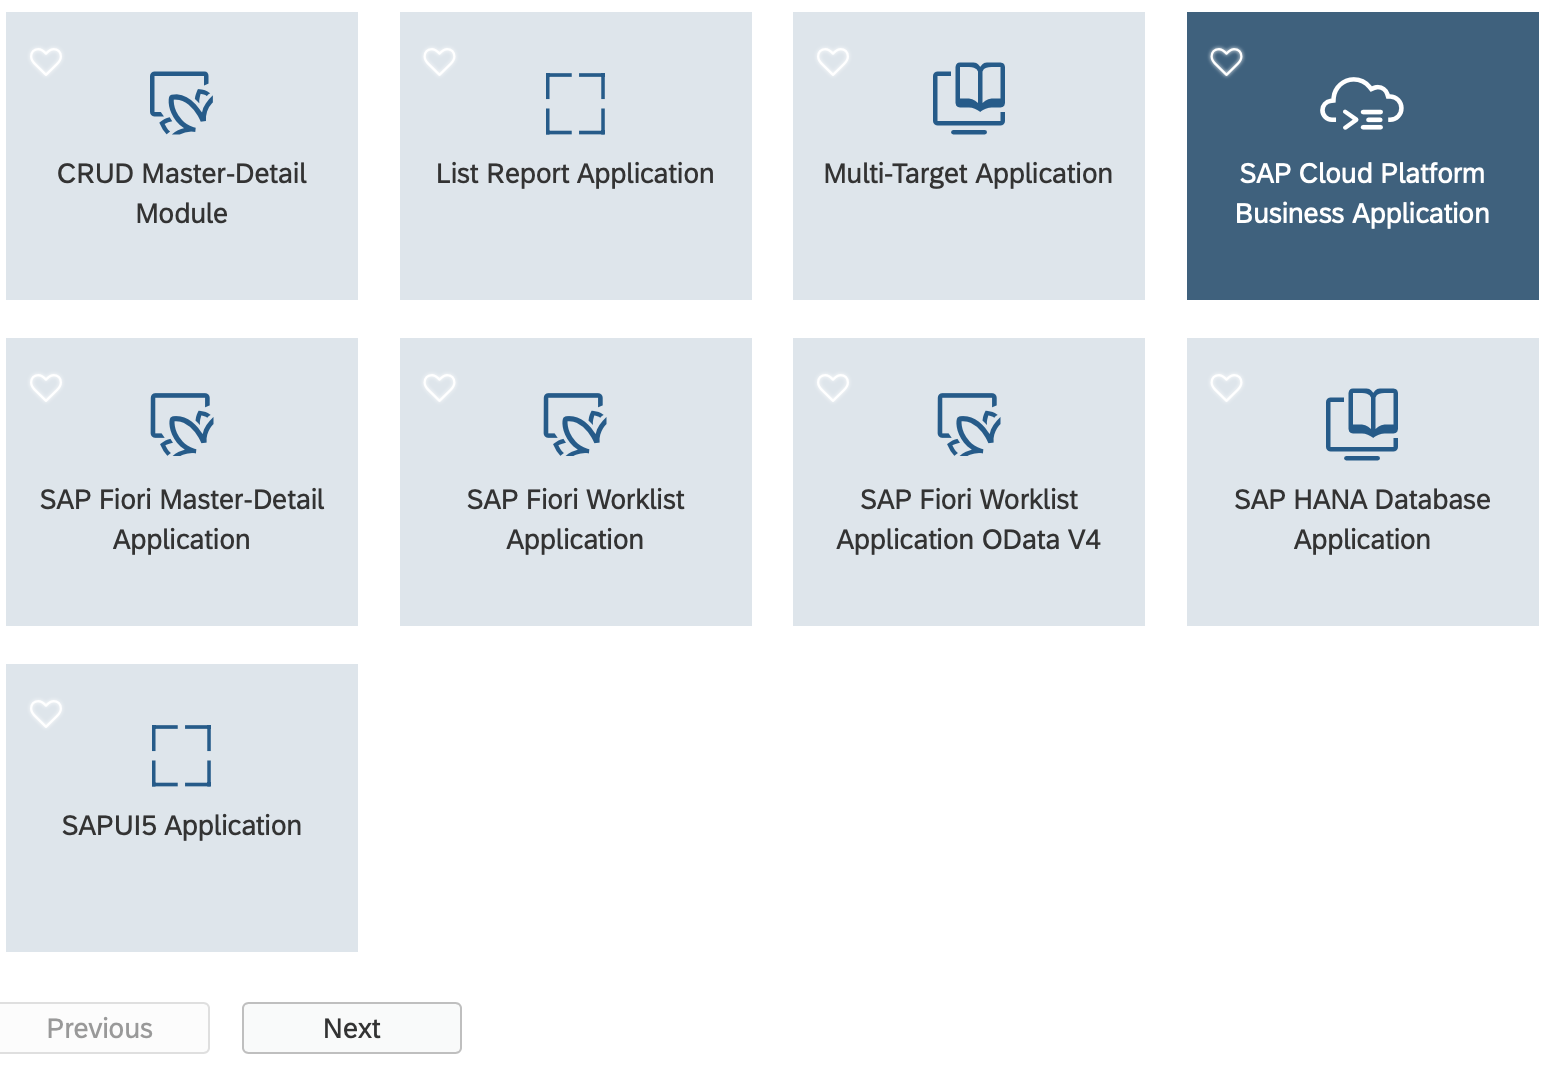 CRUD Master-Detail
Module
List Report Application
Multi-Target Application
SAP Cloud Platform
Business Application
SAP Fiori Master-Detail
Application
SAP Fiori Worklist
Application
SAP Fiori Worklist
Application OData V4
SAP HANA Database
Application
SAPUI5 Application
Previous
Next